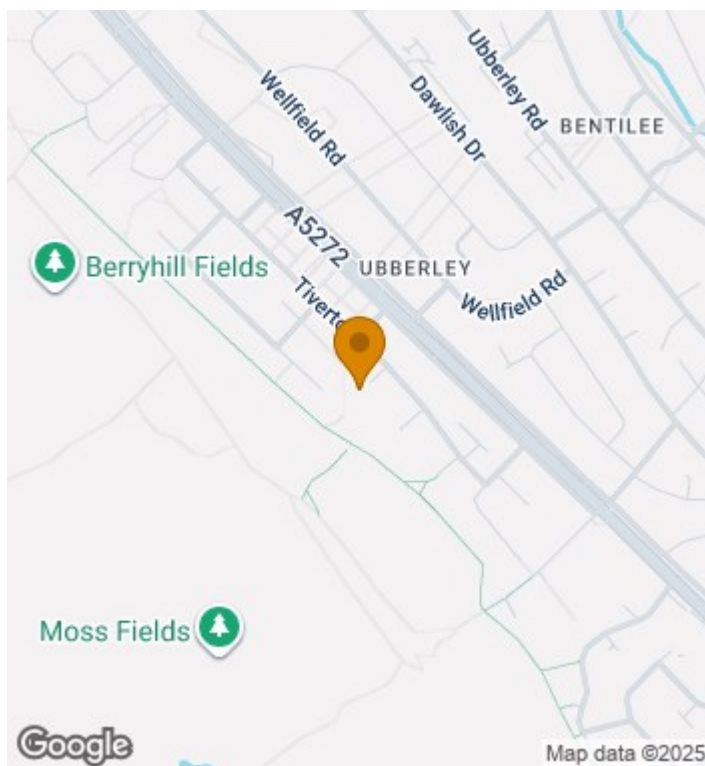 Ubberley Rd
Wellfield Rd
Dawlish Dr
BENTILEE
A5272
Berryhill Fields
UBBERLEY
Wellfield Rd
Moss Fields
Google
Map data ©2025